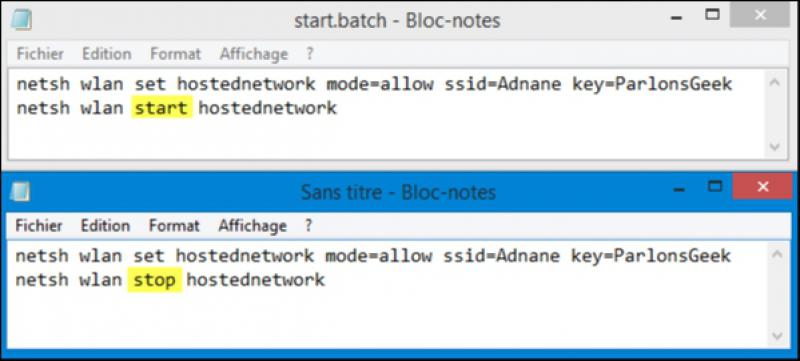 start.batch - Bloc-notes
Fichier Edition Format Affichage ?
netsh wlan set hostednetwork mode=allow ssid=Adnane key=ParlonsGeek
netsh wlan start hostednetwork
Sans titre - Bloc-notes
Fichier Edition Format Affichage ?
netsh wlan set hostednetwork mode=allow ssid=Adnane key=ParlonsGeek
netsh wlan stop hostednetwork